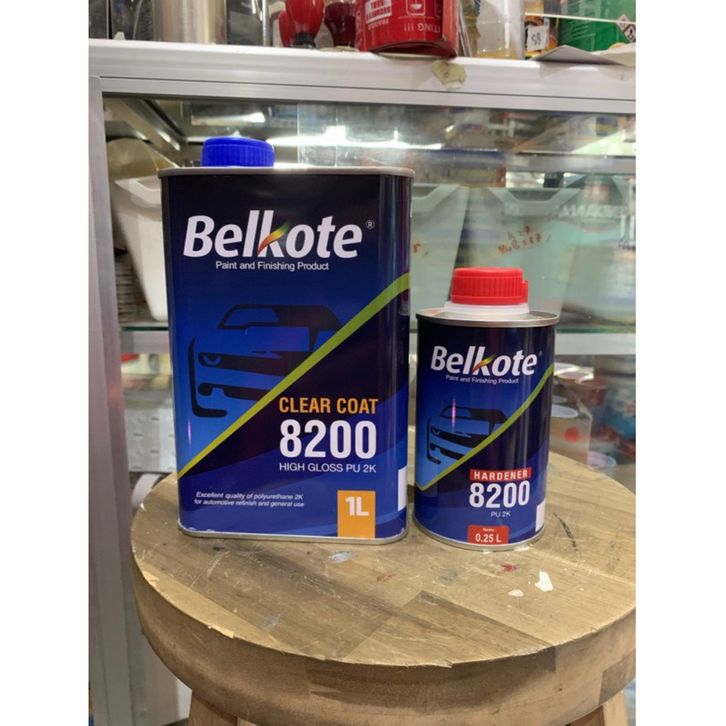 Belkote®
Paint and Finishing Product
CLEAR COAT
8200
HIGH GLOSS PU 2K
Excellent quality of polyurethane 2K
for automotive refinish and general use
1L
Belkote®
Paint and Finishing Product
HARDENER
8200
PU 2K
Netto :
0.25 L